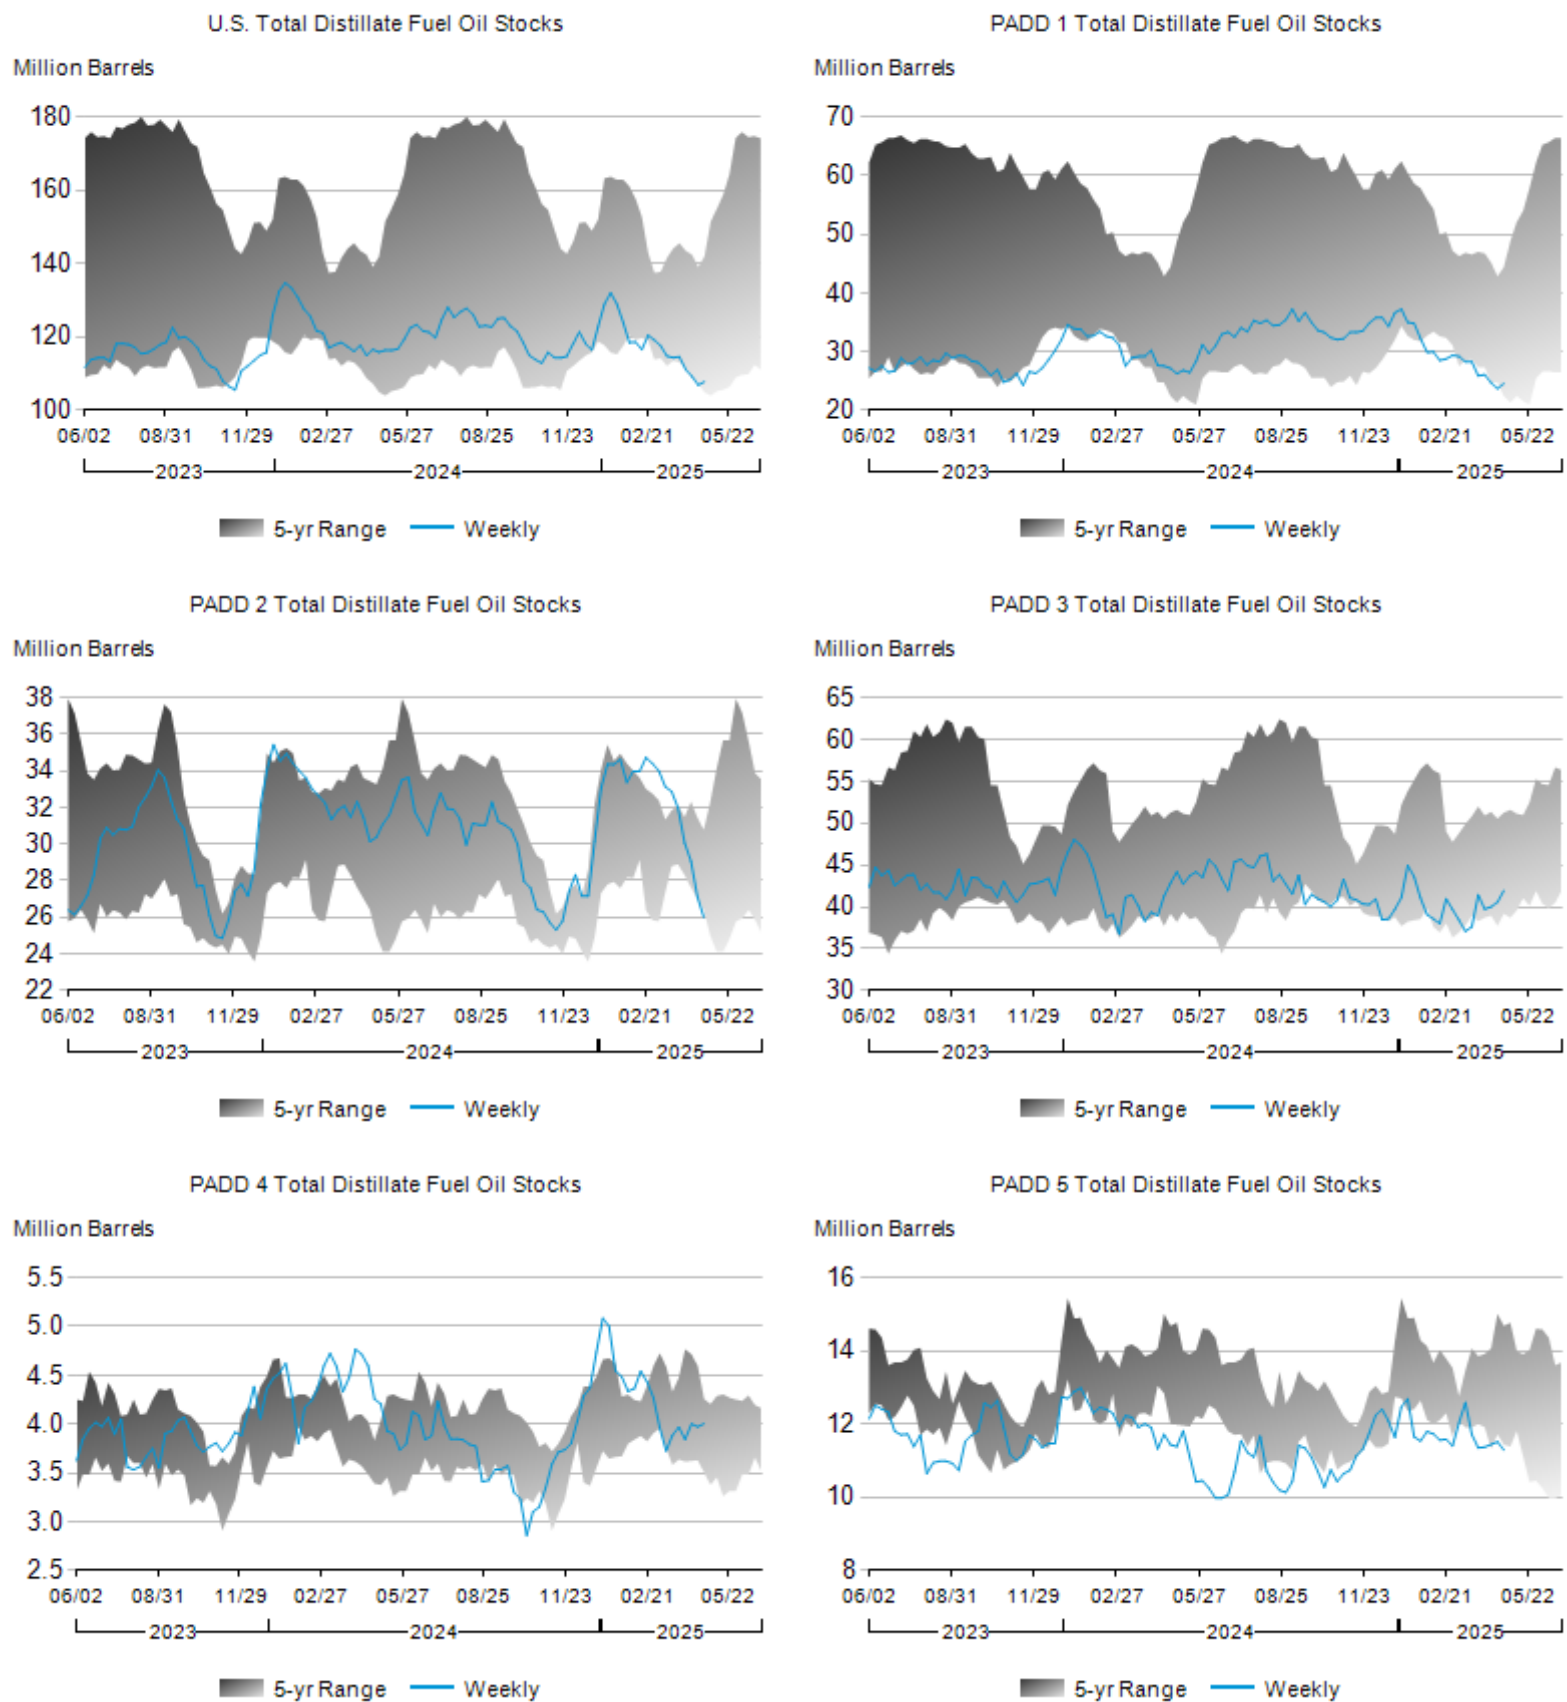 U.S. Total Distillate Fuel Oil Stocks
Million Barrels
180
160
140
120
100
06/02 08/31 11/29 02/27 05/27 08/25 11/23 02/21 05/22
2023 2024 2025
5-yr Range Weekly
PADD 1 Total Distillate Fuel Oil Stocks
Million Barrels
70
60
50
40
30
20
06/02 08/31 11/29 02/27 05/27 08/25 11/23 02/21 05/22
2023 2024 2025
5-yr Range Weekly
PADD 2 Total Distillate Fuel Oil Stocks
Million Barrels
38
36
34
32
30
28
26
24
22
06/02 08/31 11/29 02/27 05/27 08/25 11/23 02/21 05/22
2023 2024 2025
5-yr Range Weekly
PADD 3 Total Distillate Fuel Oil Stocks
Million Barrels
65
60
55
50
45
40
35
30
06/02 08/31 11/29 02/27 05/27 08/25 11/23 02/21 05/22
2023 2024 2025
5-yr Range Weekly
PADD 4 Total Distillate Fuel Oil Stocks
Million Barrels
5.5
5.0
4.5
4.0
3.5
3.0
2.5
06/02 08/31 11/29 02/27 05/27 08/25 11/23 02/21 05/22
2023 2024 2025
5-yr Range Weekly
PADD 5 Total Distillate Fuel Oil Stocks
Million Barrels
16
14
12
10
8
06/02 08/31 11/29 02/27 05/27 08/25 11/23 02/21 05/22
2023 2024 2025
5-yr Range Weekly